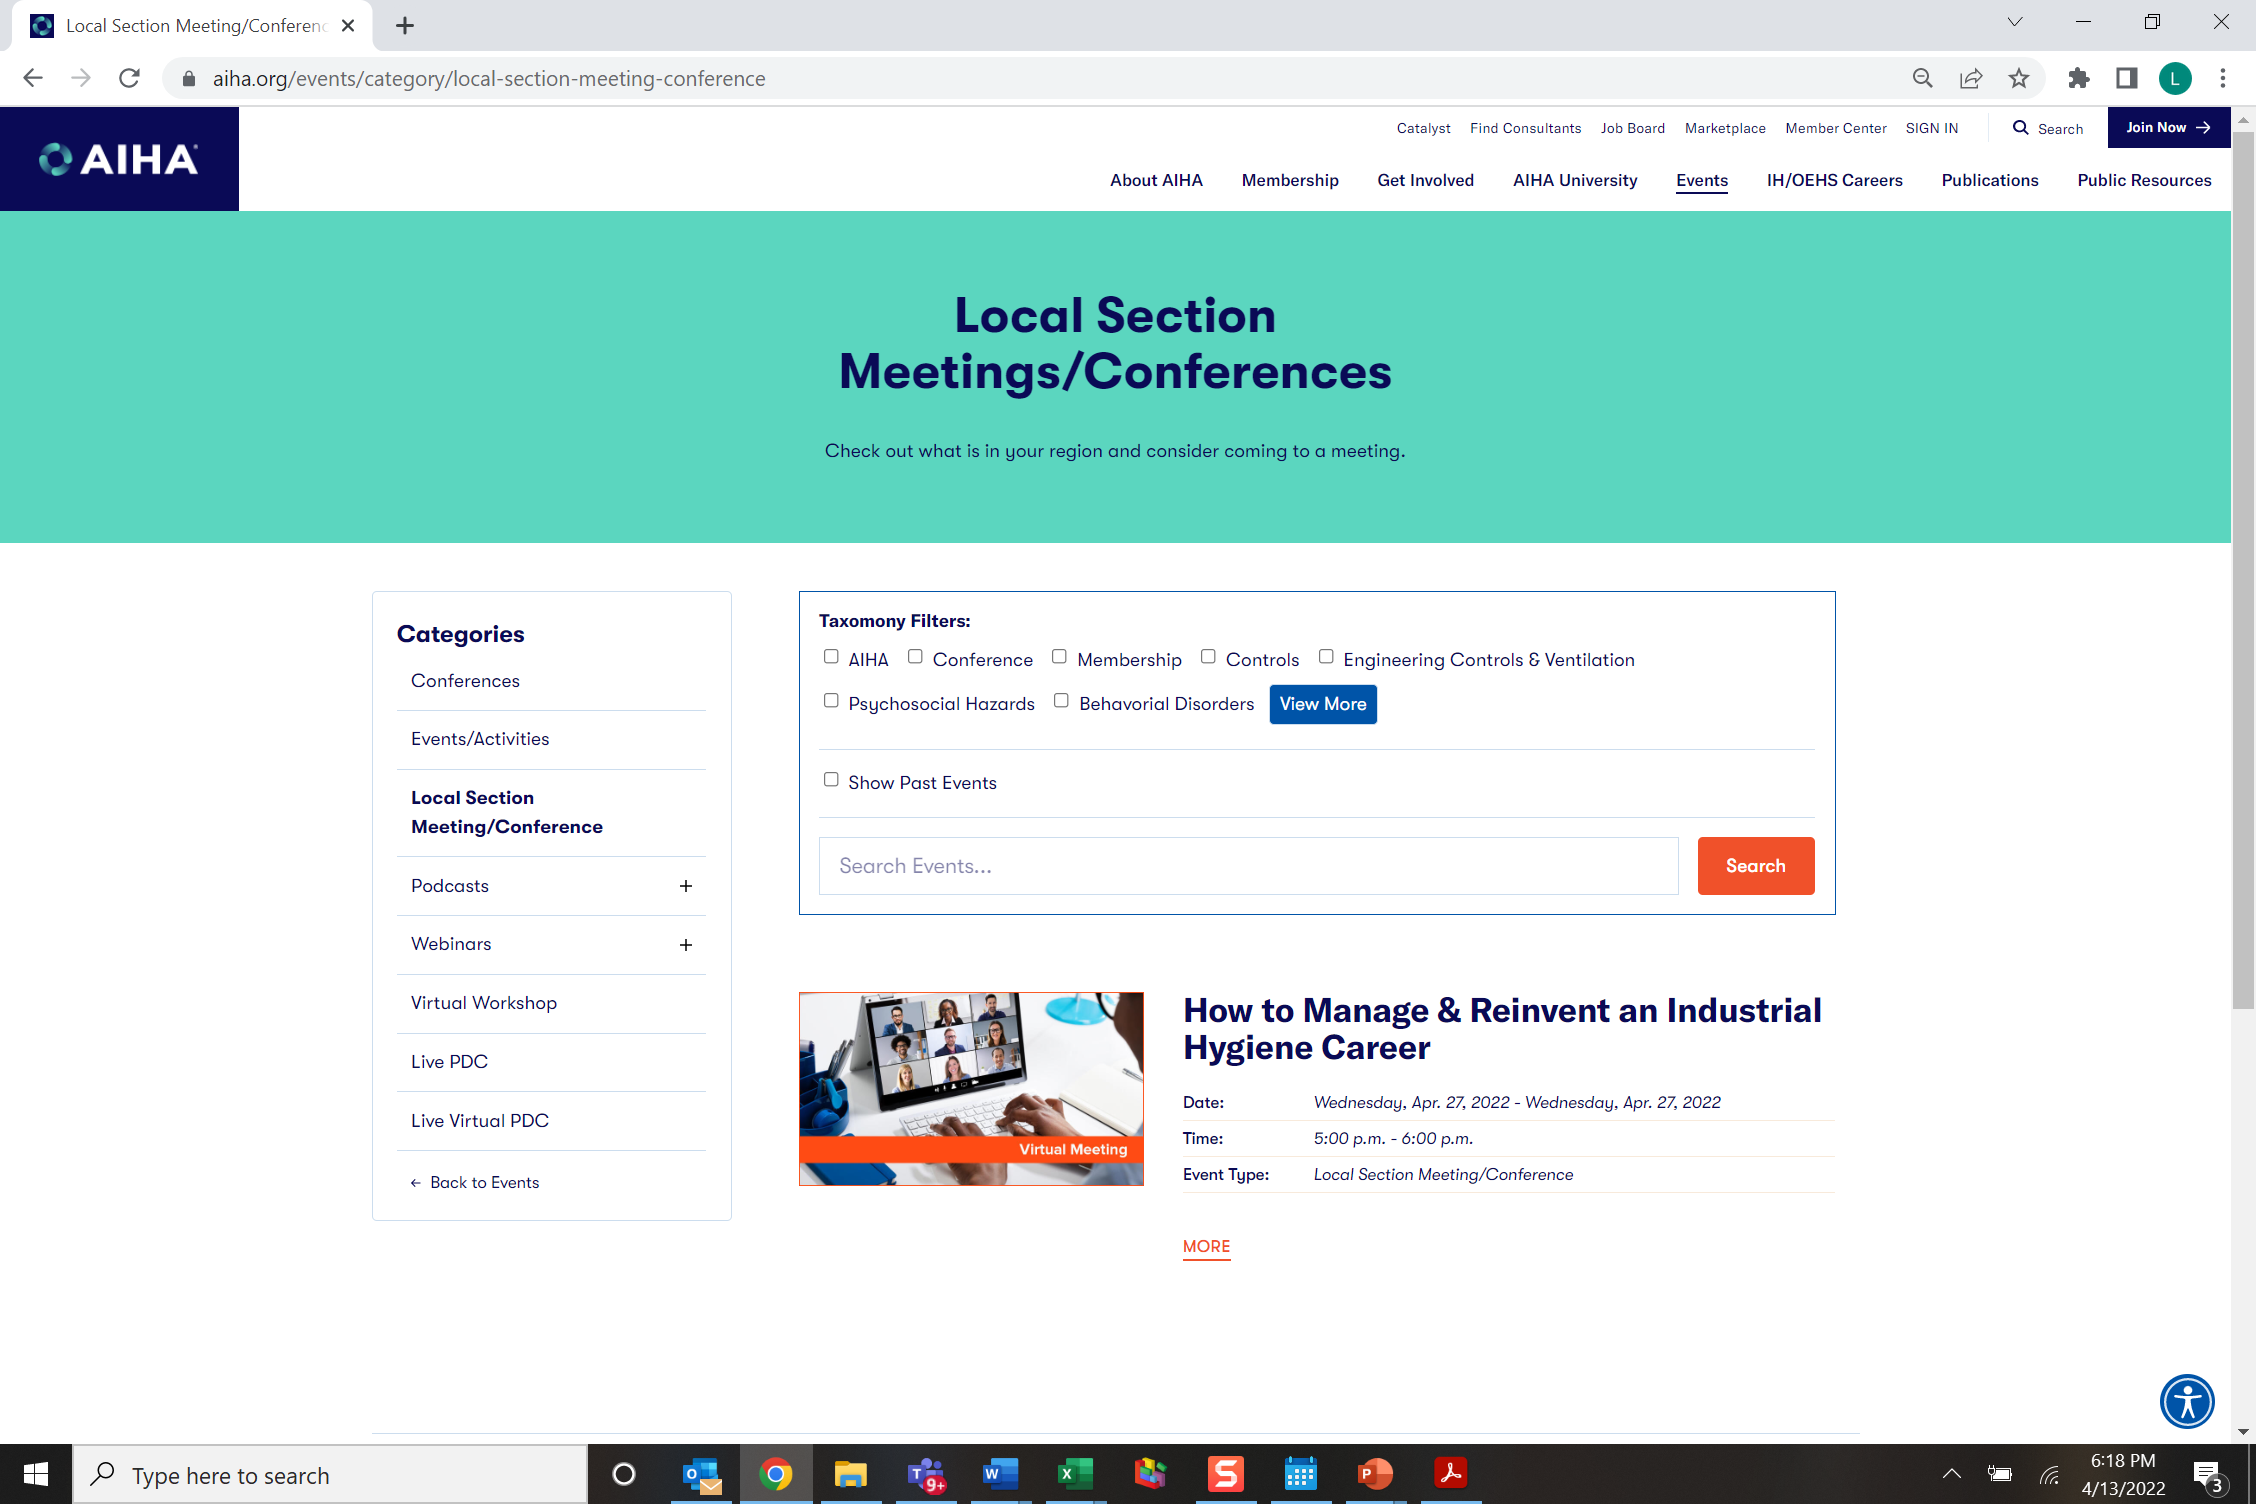 Local Section Meeting/Conferenc
aiha.org/events/category/local-section-meeting-conference
L
AIHA
Catalyst Find Consultants Job Board Marketplace Member Center SIGN IN Search Join Now →
About AIHA Membership Get Involved AIHA University Events IH/OEHS Careers Publications Public Resources
Local Section
Meetings/Conferences
Check out what is in your region and consider coming to a meeting.
Categories
Conferences
Events/Activities
Local Section
Meeting/Conference
Podcasts +
Webinars +
Virtual Workshop
Live PDC
Live Virtual PDC
← Back to Events
Taxomony Filters:
AIHA Conference Membership Controls Engineering Controls & Ventilation
Psychosocial Hazards Behavorial Disorders View More
Show Past Events
Search Events... Search
Virtual Meeting
How to Manage & Reinvent an Industrial
Hygiene Career
Date: Wednesday, Apr. 27, 2022 - Wednesday, Apr. 27, 2022
Time: 5:00 p.m. - 6:00 p.m.
Event Type: Local Section Meeting/Conference
MORE
Type here to search
O
T
9+
W
X
S
P
6:18 PM
4/13/2022
3